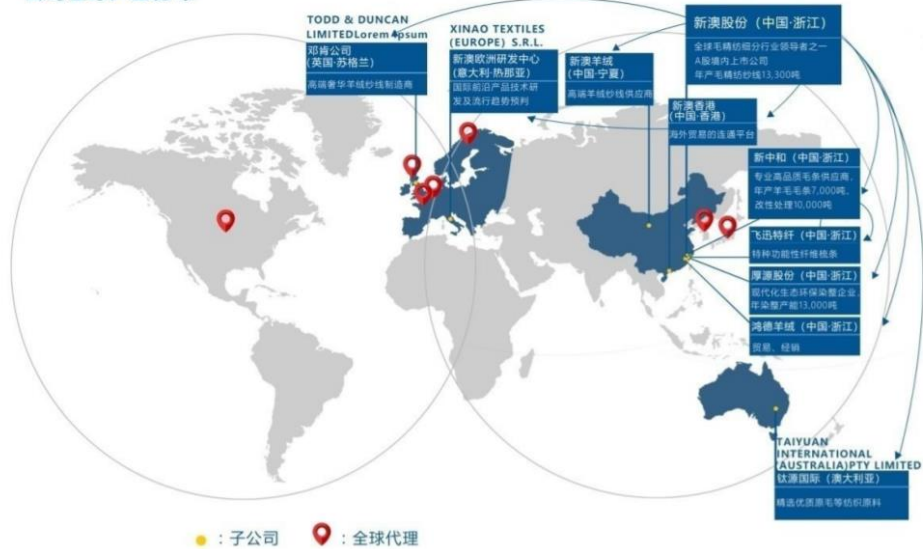 TODD & DUNCAN
LIMITEDLorem Ipsum
邓肯公司
(英国·苏格兰)
高端奢华羊绒纱线制造商
XINAO TEXTILES
(EUROPE) S.R.L.
新澳欧洲研发中心
(意大利·热那亚)
国际前沿产品技术研
发及流行趋势预判
新澳羊绒
(中国·宁夏)
高端羊绒纱线供应商
新澳股份(中国·浙江)
全球毛精纺细分行业领导者之一
A股境内上市公司
年产毛精纺纱线13,300吨
新澳香港
(中国·香港)
海外贸易的连通平台
新中和(中国·浙江)
专业高品质毛条供应商,
年产羊毛毛条7,000吨,
改性处理10,000吨
飞迅特纤(中国·浙江)
特种功能性纤维梳条
厚源股份(中国·浙江)
现代化生态环保染整企业,
年染整产能13,000吨
鸿德羊绒(中国·浙江)
贸易、经销
TAIYUAN
INTERNATIONAL
(AUSTRALIA)PTY LIMITED
钛源国际(澳大利亚)
精选优质原毛等纺织原料
:子公司
:全球代理